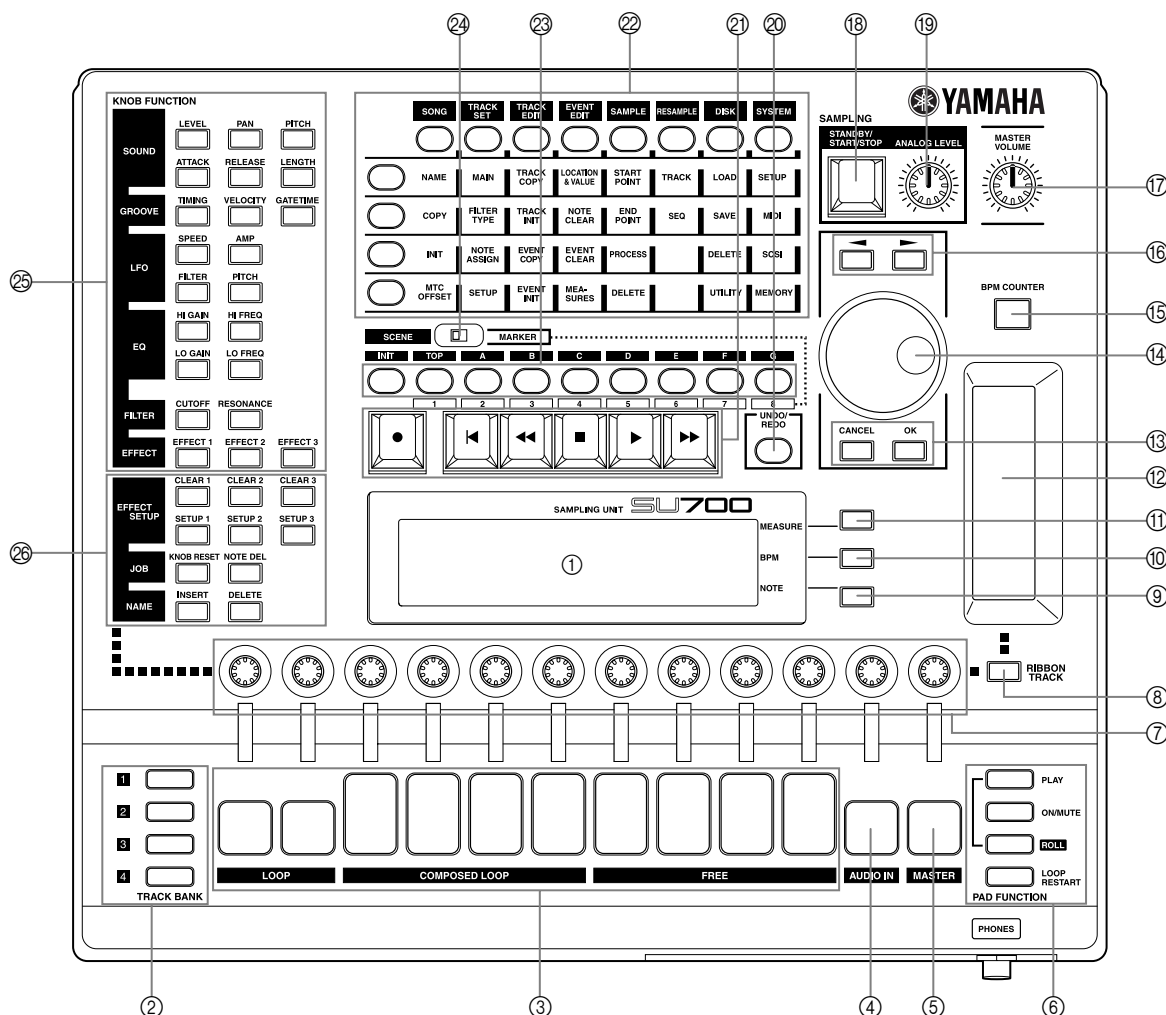 ㉔ ㉓ ㉒ ㉑ ⑳ ⑱ ⑲
KNOB FUNCTION
SOUND
LEVEL PAN PITCH
ATTACK RELEASE LENGTH
GROOVE
TIMING VELOCITY GATETIME
LFO
SPEED AMP
FILTER PITCH
EQ
HI GAIN HI FREQ
LO GAIN LO FREQ
FILTER
CUTOFF RESONANCE
EFFECT
EFFECT 1 EFFECT 2 EFFECT 3
㉕
EFFECT SETUP
CLEAR 1 CLEAR 2 CLEAR 3
SETUP 1 SETUP 2 SETUP 3
JOB
KNOB RESET NOTE DEL
NAME
INSERT DELETE
㉖
SONG TRACK SET TRACK EDIT EVENT EDIT SAMPLE RESAMPLE DISK SYSTEM
NAME MAIN TRACK COPY LOCATION & VALUE START POINT TRACK LOAD SETUP
COPY FILTER TYPE TRACK INIT NOTE CLEAR END POINT SEQ SAVE MIDI
INIT NOTE ASSIGN EVENT COPY EVENT CLEAR PROCESS DELETE SCSI
MTC OFFSET SETUP EVENT INIT MEA-SURES DELETE UTILITY MEMORY
SCENE MARKER
INIT TOP A B C D E F G
1 2 3 4 5 6 7 8
UNDO/REDO
YAMAHA
SAMPLING
STANDBY/START/STOP ANALOG LEVEL
MASTER VOLUME
⑰
⑯
BPM COUNTER
⑮
⑭
CANCEL OK
⑬
⑫
SAMPLING UNIT SU700
①
MEASURE ⑪
BPM ⑩
NOTE ⑨
RIBBON TRACK
⑧
⑦
1
2
3
4
TRACK BANK
LOOP COMPOSED LOOP FREE AUDIO IN MASTER
PLAY
ON/MUTE
ROLL
LOOP RESTART
PAD FUNCTION
PHONES
② ③ ④ ⑤ ⑥